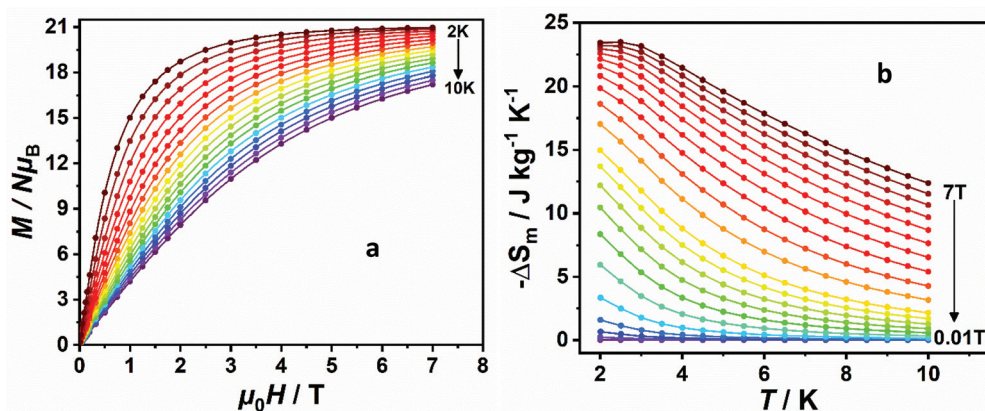 21
18
15
12
9
6
3
0
M / Nμ_B
2K
10K
a
0 1 2 3 4 5 6 7 8
μ₀H / T
25
20
15
10
5
0
-ΔSₘ / J kg⁻¹ K⁻¹
b
7T
0.01T
2 4 6 8 10
T / K